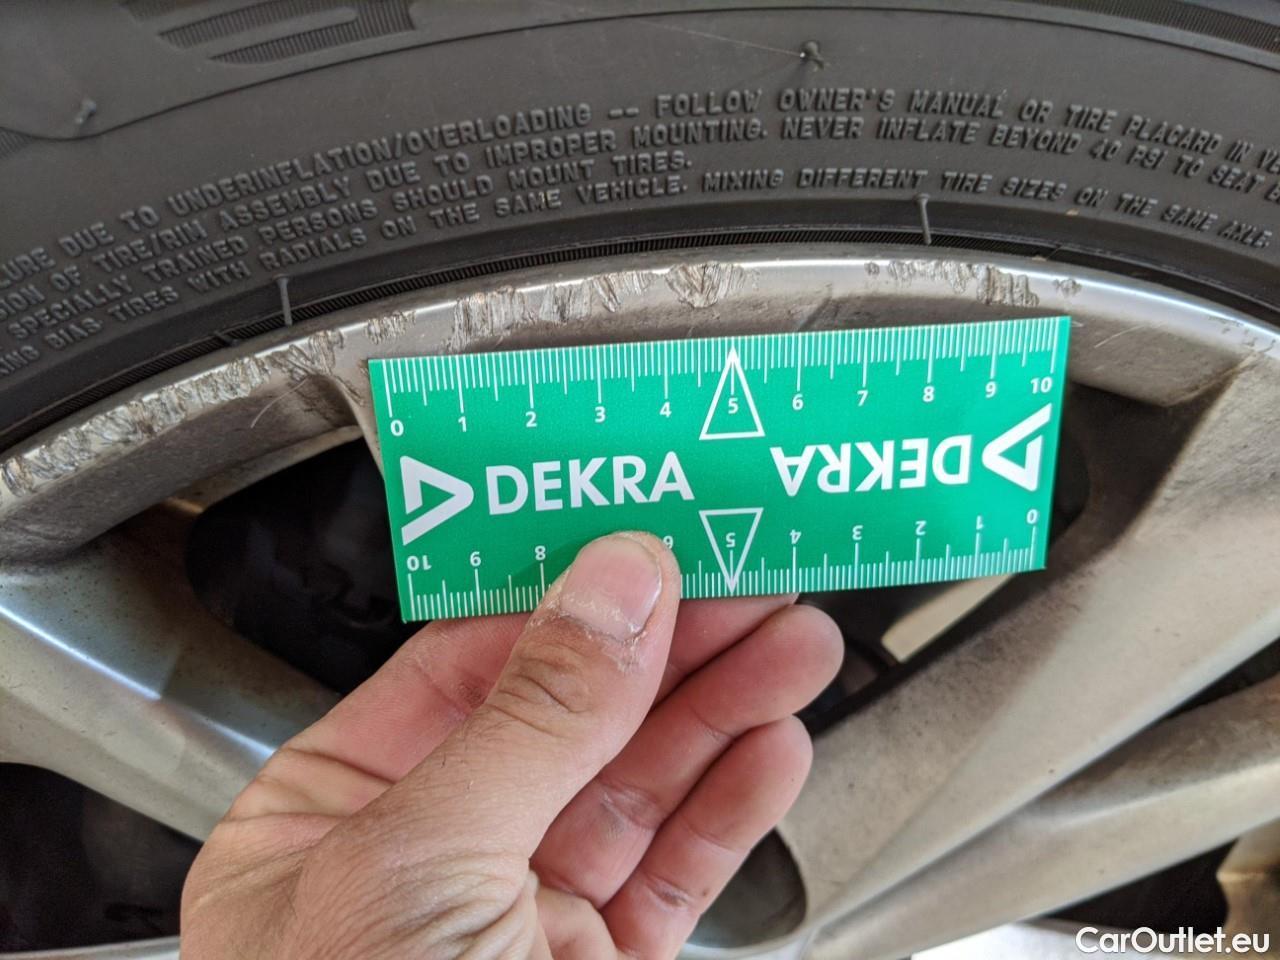 LURE DUE TO UNDERINFLATION/OVERLOADING -- FOLLOW OWNER'S MANUAL OR TIRE PLACARD IN
SION OF TIRE/RIM ASSEMBLY DUE TO IMPROPER MOUNTING. NEVER INFLATE BEYOND 40 PSI TO SEAT
SPECIALLY TRAINED PERSONS SHOULD MOUNT TIRES.
ING BIAS TIRES WITH RADIALS ON THE SAME VEHICLE. MIXING DIFFERENT TIRE SIZES ON THE SAME AXLE
0 1 2 3 4 5 6 7 8 9 10
DEKRA DEKRA
10 9 8 6 5 4 3 2 1 0
CarOutlet.eu